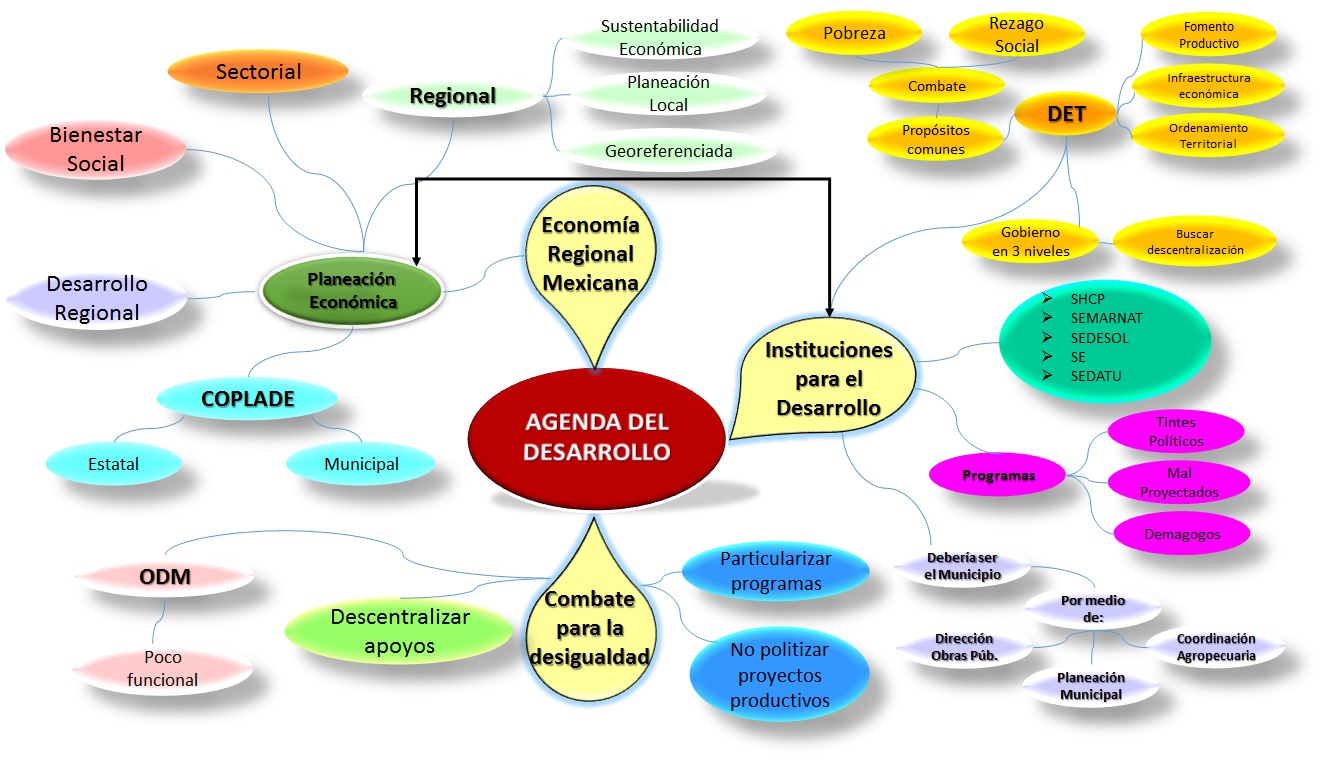 Sectorial
Bienestar
Social
Regional
Sustentabilidad
Económica
Planeación
Local
Georeferenciada
Desarrollo
Regional
Planeación
Económica
COPLADE
Estatal
Municipal
Economía
Regional
Mexicana
AGENDA DEL
DESARROLLO
Pobreza
Rezago
Social
Combate
Propósitos
comunes
DET
Fomento
Productivo
Infraestructura
económica
Ordenamiento
Territorial
Gobierno
en 3 niveles
Buscar
descentralización
Instituciones
para el
Desarrollo
SHCP
SEMARNAT
SEDESOL
SE
SEDATU
Programas
Tintes
Políticos
Mal
Proyectados
Demagogos
Debería ser
el Municipio
Por medio
de:
Dirección
Obras Púb.
Planeación
Municipal
Coordinación
Agropecuaria
Combate
para la
desigualdad
ODM
Poco
funcional
Descentralizar
apoyos
Particularizar
programas
No politizar
proyectos
productivos